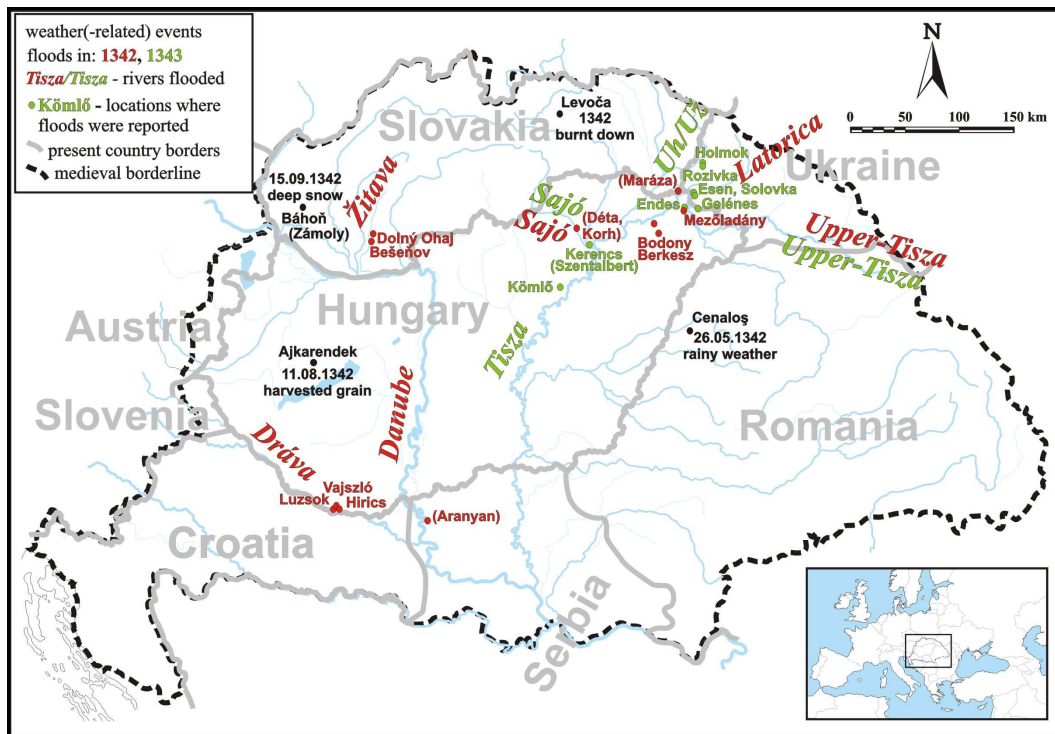 weather(-related) events
floods in: 1342, 1343
Tisza/Tisza - rivers flooded
Kömlő - locations where
floods were reported
present country borders
medieval borderline
N
0 50 100 150 km
Levoča
1342
burnt down
Slovakia
Uh/Už
Holmok
Rozivka
Latorica
Ukraine
(Maráza)
Esen, Solovka
Endes
Gelénes
Mezőladány
15.09.1342
deep snow
Báhoň
(Zámoly)
Žitava
Dolný Ohaj
Bešeňov
Sajó
Sajó
(Déta,
Korh)
Bodony
Berkesz
Kerencs
(Szentalbert)
Kömlő
Upper-Tisza
Upper-Tisza
Austria
Hungary
Tisza
Cenaloş
26.05.1342
rainy weather
Ajkarendek
11.08.1342
harvested grain
Danube
Slovenia
Romania
Dráva
Vajszló
Luzsok
Hirics
(Aranyan)
Croatia
Serbia